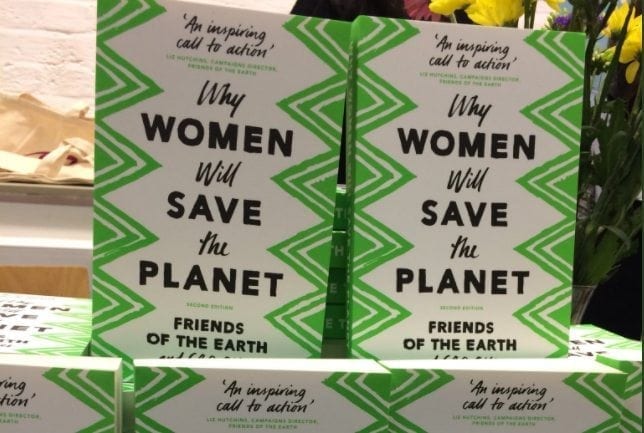 'An inspiring
call to action'
LIZ HUTCHINS, CAMPAIGNS DIRECTOR,
FRIENDS OF THE EARTH
Why
WOMEN
Will
SAVE
the
PLANET
SECOND EDITION
FRIENDS
OF THE EARTH
and
'An inspiring
call to action'
LIZ HUTCHINS, CAMPAIGNS DIRECTOR,
FRIENDS OF THE EARTH
Why
WOMEN
Will
SAVE
the
PLANET
SECOND EDITION
FRIENDS
OF THE EARTH
'An inspiring
call to action'
LIZ HUTCHINS, CAMPAIGNS DIRECTOR,
FRIENDS OF THE EARTH
'An inspiring
call to action'
LIZ HUTCHINS, CAMPAIGNS DIRECTOR,
FRIENDS OF THE EARTH